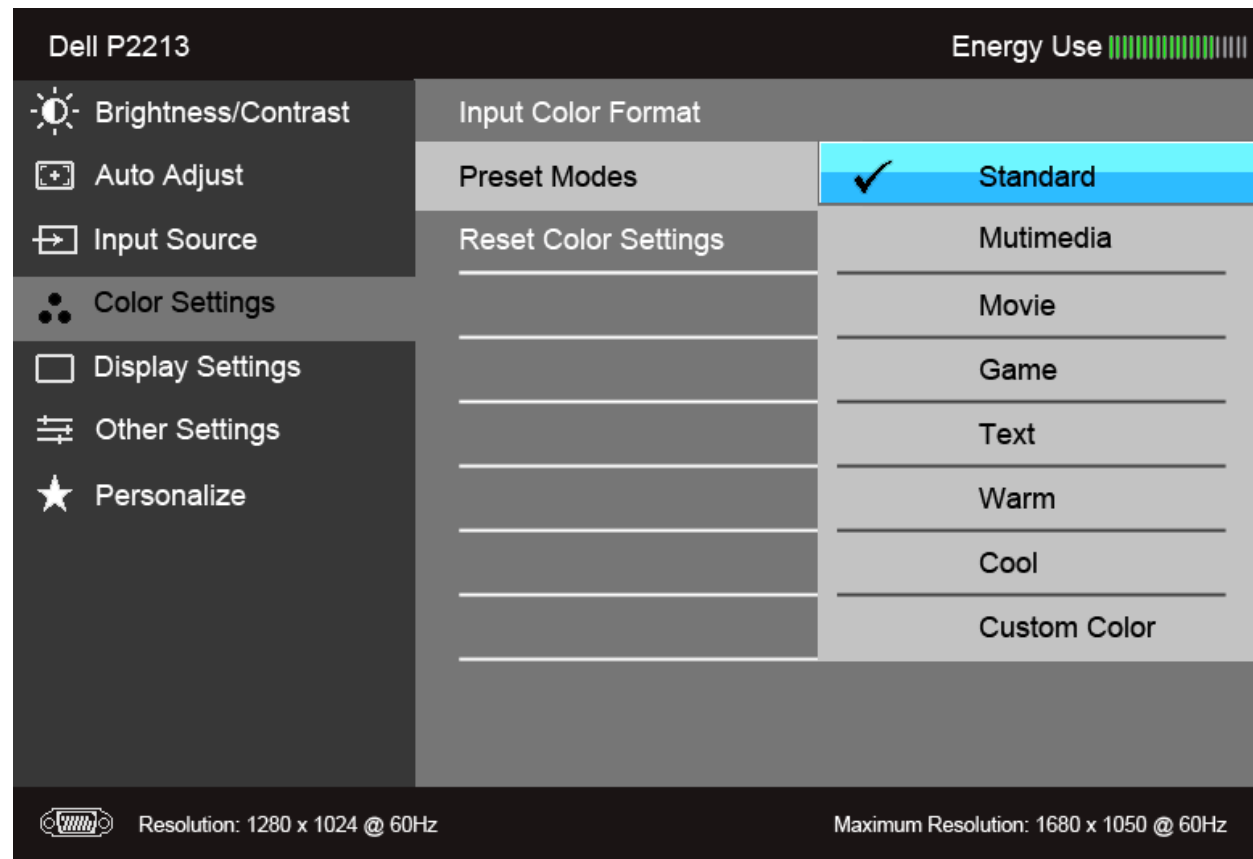 Dell P2213
Energy Use
Brightness/Contrast
Auto Adjust
Input Source
Color Settings
Display Settings
Other Settings
Personalize
Input Color Format
Preset Modes
Reset Color Settings
Standard
Mutimedia
Movie
Game
Text
Warm
Cool
Custom Color
Resolution: 1280 x 1024 @ 60Hz
Maximum Resolution: 1680 x 1050 @ 60Hz